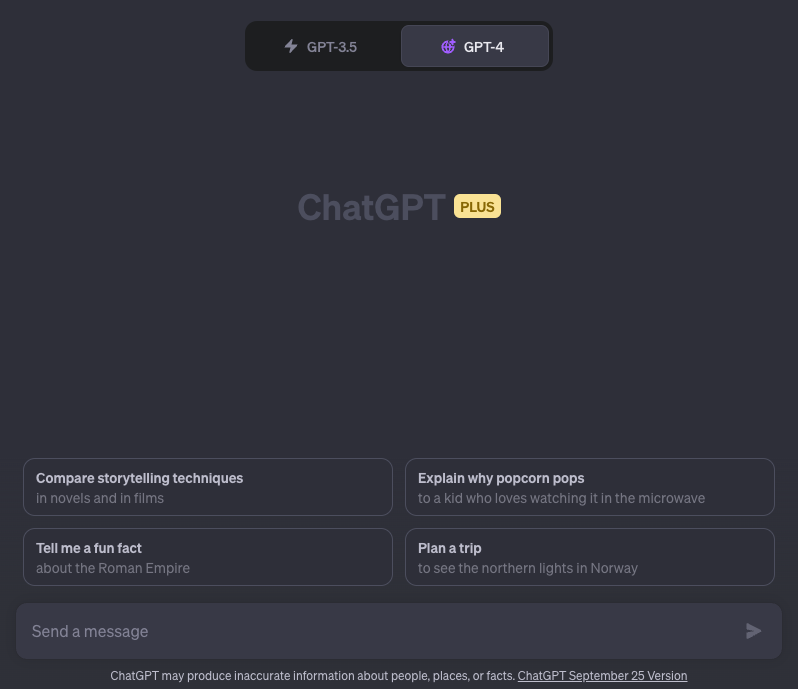 GPT-3.5
GPT-4
ChatGPT PLUS
Compare storytelling techniques
in novels and in films
Explain why popcorn pops
to a kid who loves watching it in the microwave
Tell me a fun fact
about the Roman Empire
Plan a trip
to see the northern lights in Norway
Send a message
ChatGPT may produce inaccurate information about people, places, or facts. ChatGPT September 25 Version